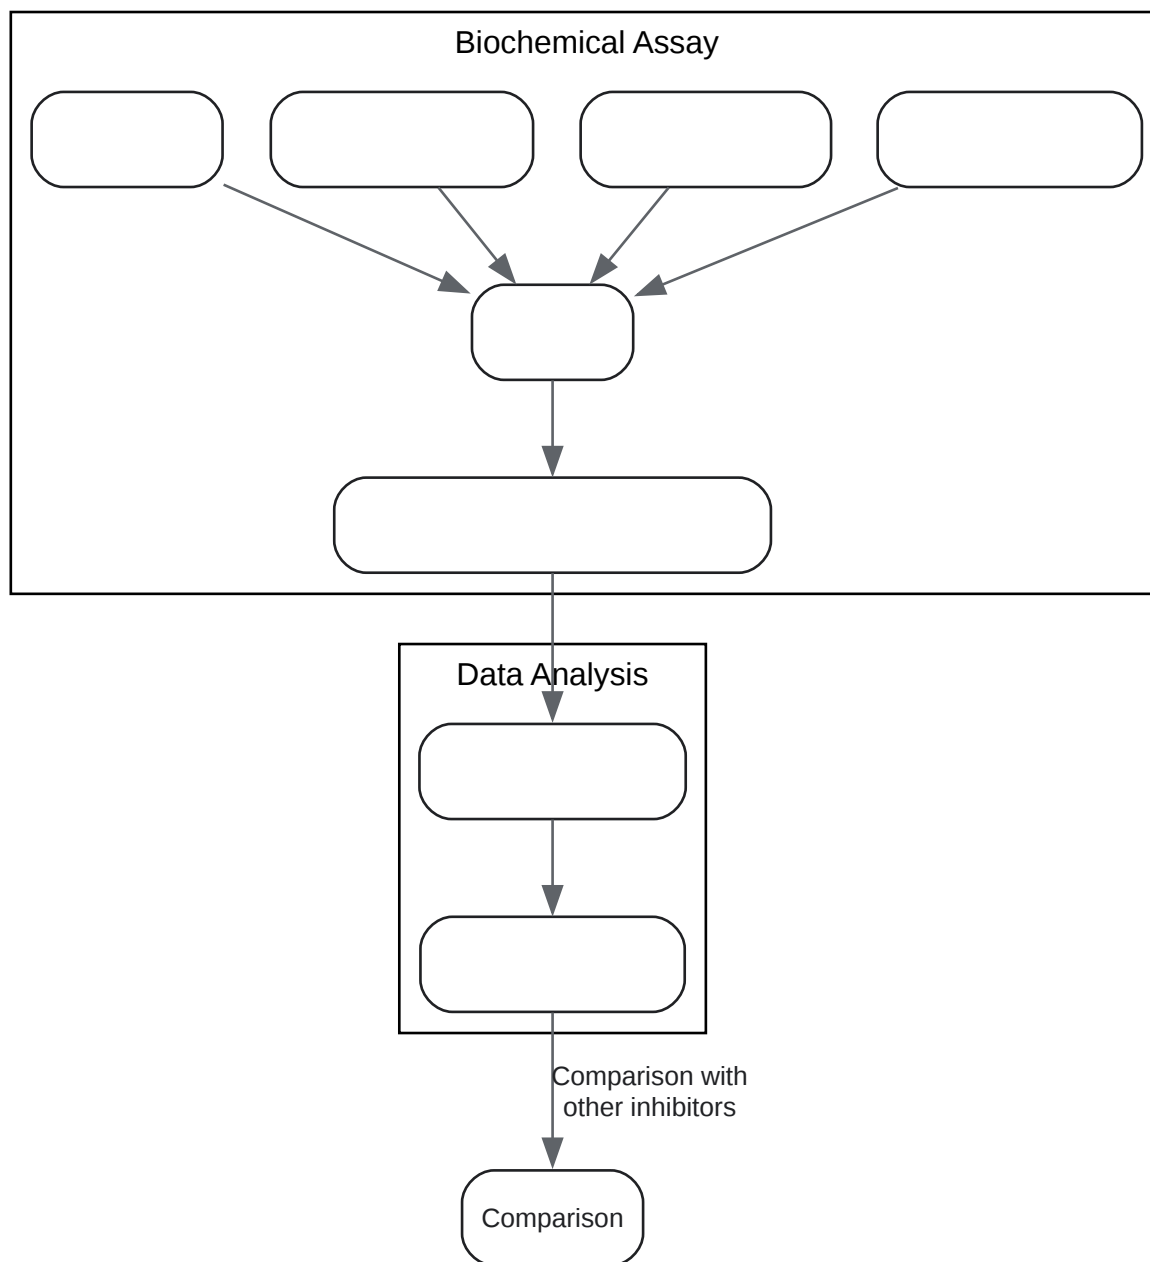 Biochemical Assay
Data Analysis
Comparison with
other inhibitors
Comparison